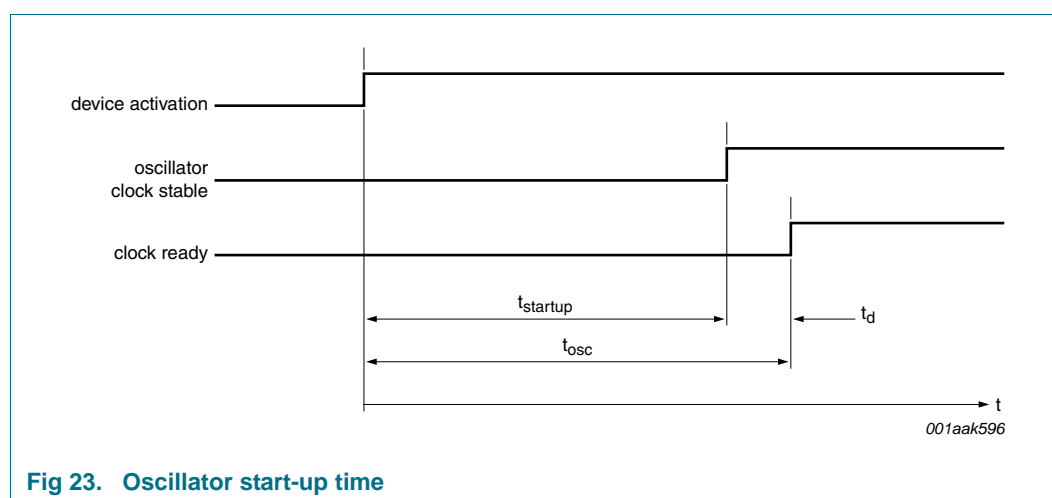 device activation
oscillator
clock stable
clock ready
tstartup
td
tosc
t
001aak596
Fig 23. Oscillator start-up time